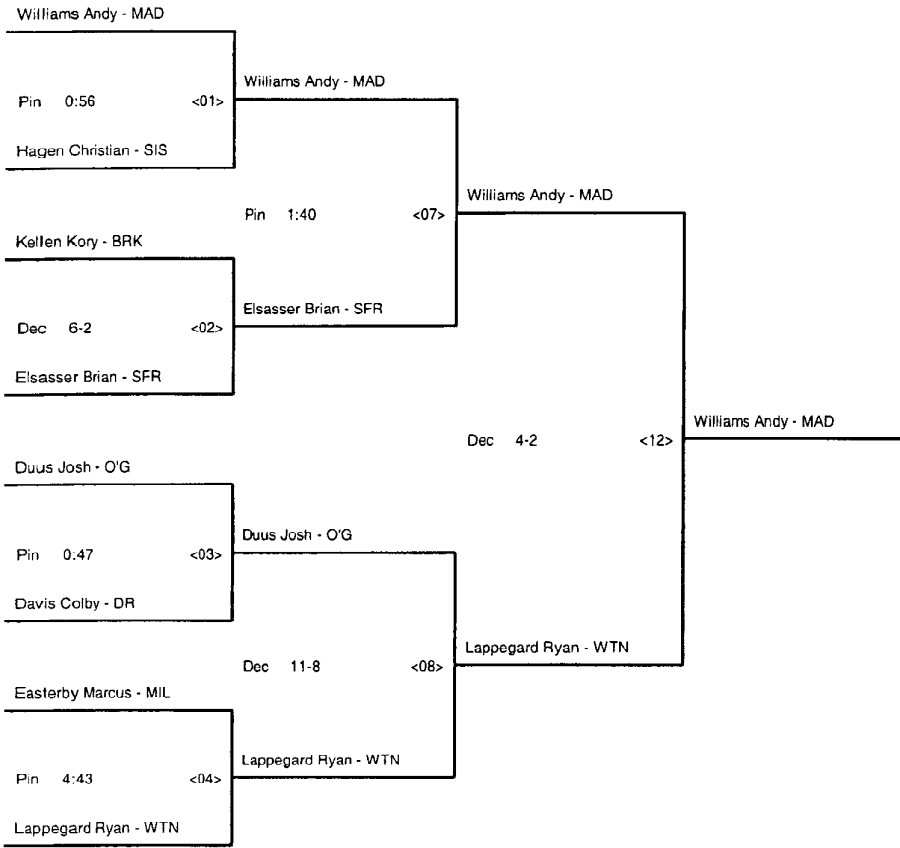 Williams Andy - MAD
Williams Andy - MAD
Pin 0:56 <01>
Hagen Christian - SIS
Williams Andy - MAD
Pin 1:40 <07>
Kellen Kory - BRK
Elsasser Brian - SFR
Dec 6-2 <02>
Elsasser Brian - SFR
Williams Andy - MAD
Dec 4-2 <12>
Duus Josh - O'G
Duus Josh - O'G
Pin 0:47 <03>
Davis Colby - DR
Lappegard Ryan - WTN
Dec 11-8 <08>
Easterby Marcus - MIL
Lappegard Ryan - WTN
Pin 4:43 <04>
Lappegard Ryan - WTN